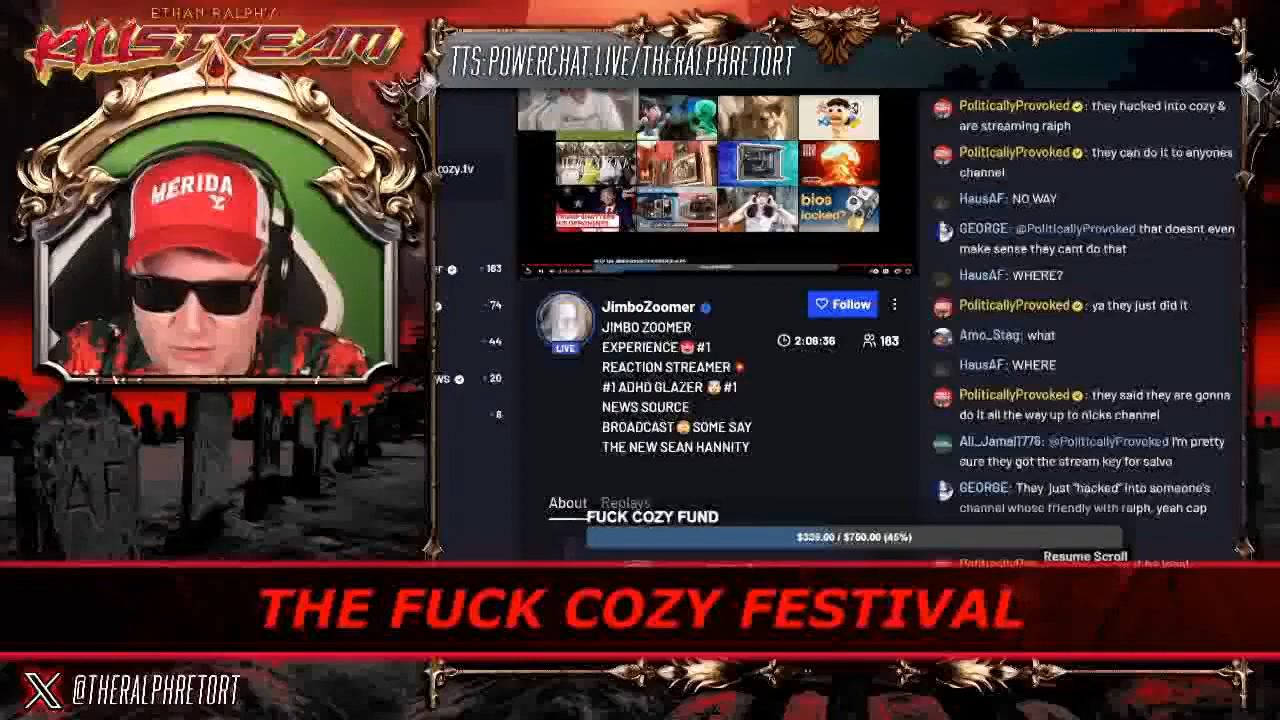 ETHAN RALPH'S
KILLSTREAM
TTS:POWERCHAT.LIVE/THERALPHRETORT
MERIDA
cozy.tv
163
74
44
WS 20
8
bios
locked?
JimboZoomer
Follow
LIVE
JIMBO ZOOMER
EXPERIENCE #1
REACTION STREAMER
#1 ADHD GLAZER #1
NEWS SOURCE
BROADCAST SOME SAY
THE NEW SEAN HANNITY
2:06:36
163
About Replays
FUCK COZY FUND
$339.00 / $750.00 (45%)
PoliticallyProvoked: they hacked into cozy &
are streaming ralph
PoliticallyProvoked: they can do it to anyones
channel
HausAF: NO WAY
GEORGE: @PoliticallyProvoked that doesnt even
make sense they cant do that
HausAF: WHERE?
PoliticallyProvoked: ya they just did it
Amo_Stag: what
HausAF: WHERE
PoliticallyProvoked: they said they are gonna
do it all the way up to nicks channel
Ali_Jamal1776: @PoliticallyProvoked I'm pretty
sure they got the stream key for salvo
GEORGE: They just "hacked" into someone's
channel whose friendly with ralph, yeah cap
Resume Scroll
THE FUCK COZY FESTIVAL
X @THERALPHRETORT